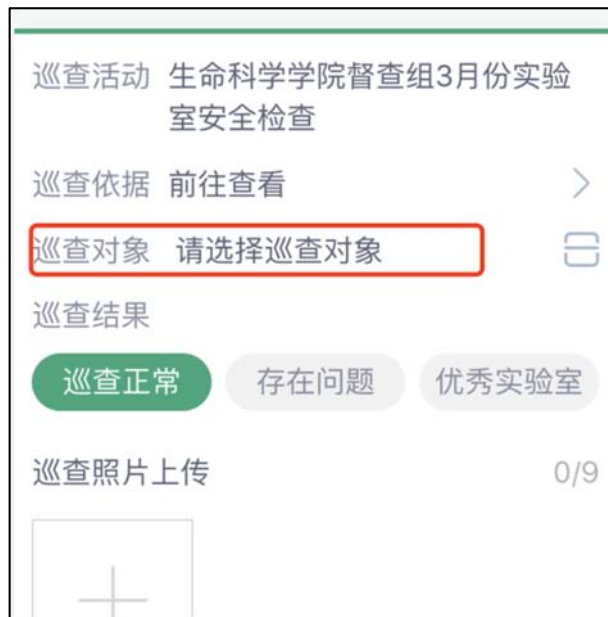 巡查活动 生命科学学院督查组3月份实验
室安全检查
巡查依据 前往查看
巡查对象 请选择巡查对象
巡查结果
巡查正常 存在问题 优秀实验室
巡查照片上传 0/9